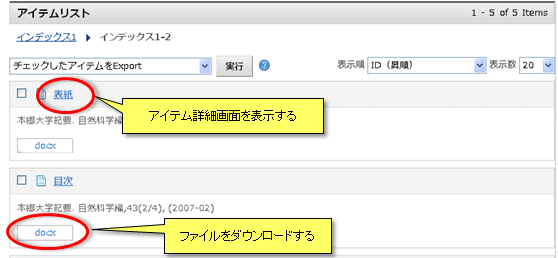 アイテムリスト 1 - 5 of 5 Items
インデックス1 インデックス1-2
チェックしたアイテムをExport 実行 ? 表示順 ID（昇順） 表示数 20
表紙
アイテム詳細画面を表示する
本郷大学紀要. 自然科学編
docx
目次
本郷大学紀要. 自然科学編,43(2/4), (2007-02)
docx
ファイルをダウンロードする